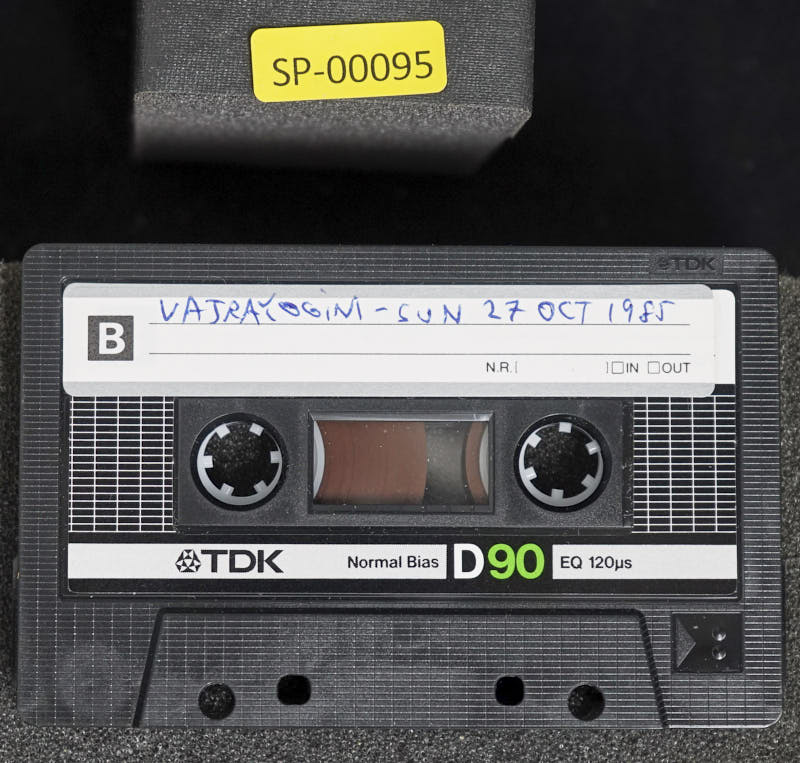 SP-00095
TDK
VAJRAYOGINI - SUN 27 OCT 1985
B
N.R.[ ]□IN □OUT
TDK Normal Bias D90 EQ 120µs